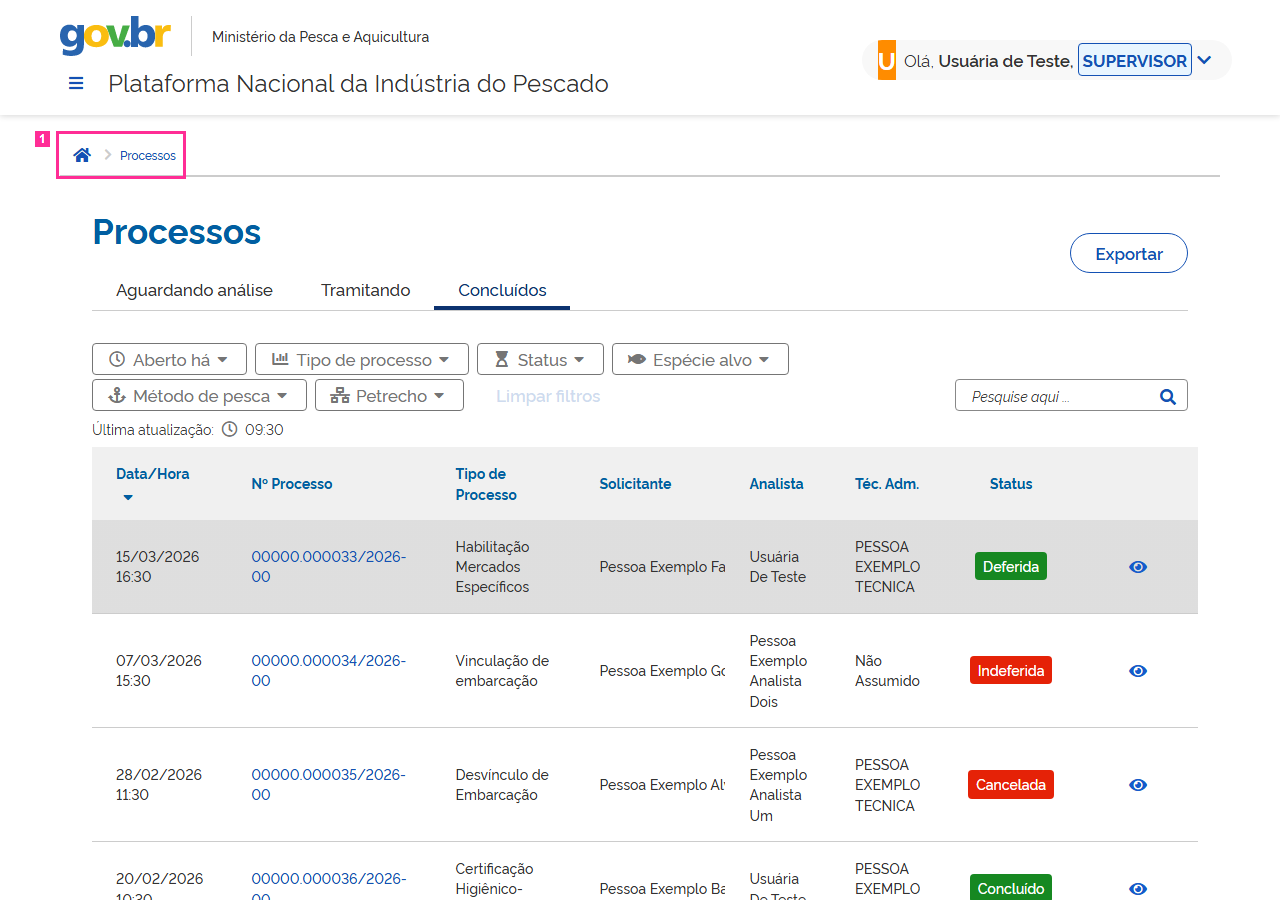 gov.br
Ministério da Pesca e Aquicultura
Plataforma Nacional da Indústria do Pescado
U Olá, Usuária de Teste, SUPERVISOR
1
Processos
Processos
Exportar
Aguardando análise Tramitando Concluídos
Aberto há Tipo de processo Status Espécie alvo
Método de pesca Petrecho Limpar filtros Pesquise aqui ...
Última atualização: 09:30
Data/Hora Nº Processo Tipo de Processo Solicitante Analista Téc. Adm. Status
15/03/2026 16:30 00000.000033/2026-00 Habilitação Mercados Específicos Pessoa Exemplo Fa Usuária De Teste PESSOA EXEMPLO TECNICA Deferida
07/03/2026 15:30 00000.000034/2026-00 Vinculação de embarcação Pessoa Exemplo Go Pessoa Exemplo Analista Dois Não Assumido Indeferida
28/02/2026 11:30 00000.000035/2026-00 Desvínculo de Embarcação Pessoa Exemplo Al Pessoa Exemplo Analista Um PESSOA EXEMPLO TECNICA Cancelada
20/02/2026 10:30 00000.000036/2026-00 Certificação Higiênico- Pessoa Exemplo Ba Usuária De Teste PESSOA EXEMPLO Concluído